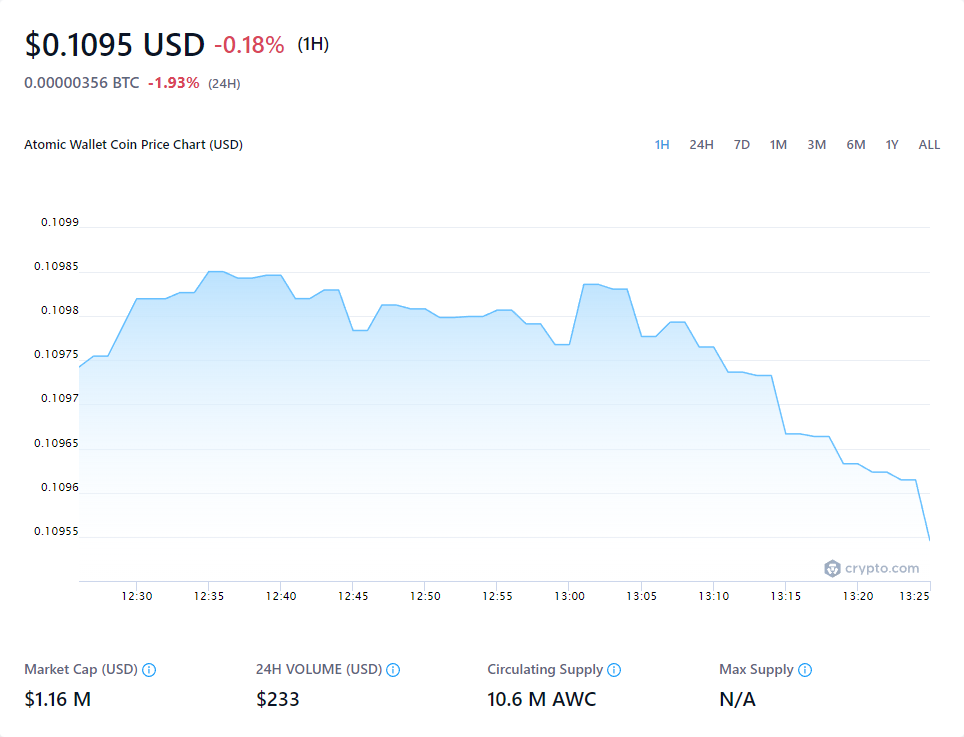 $0.1095 USD -0.18% (1H)
0.00000356 BTC -1.93% (24H)
Atomic Wallet Coin Price Chart (USD)
1H 24H 7D 1M 3M 6M 1Y ALL
0.1099
0.10985
0.1098
0.10975
0.1097
0.10965
0.1096
0.10955
crypto.com
12:30 12:35 12:40 12:45 12:50 12:55 13:00 13:05 13:10 13:15 13:20 13:25
Market Cap (USD) 24H VOLUME (USD) Circulating Supply Max Supply
$1.16 M $233 10.6 M AWC N/A